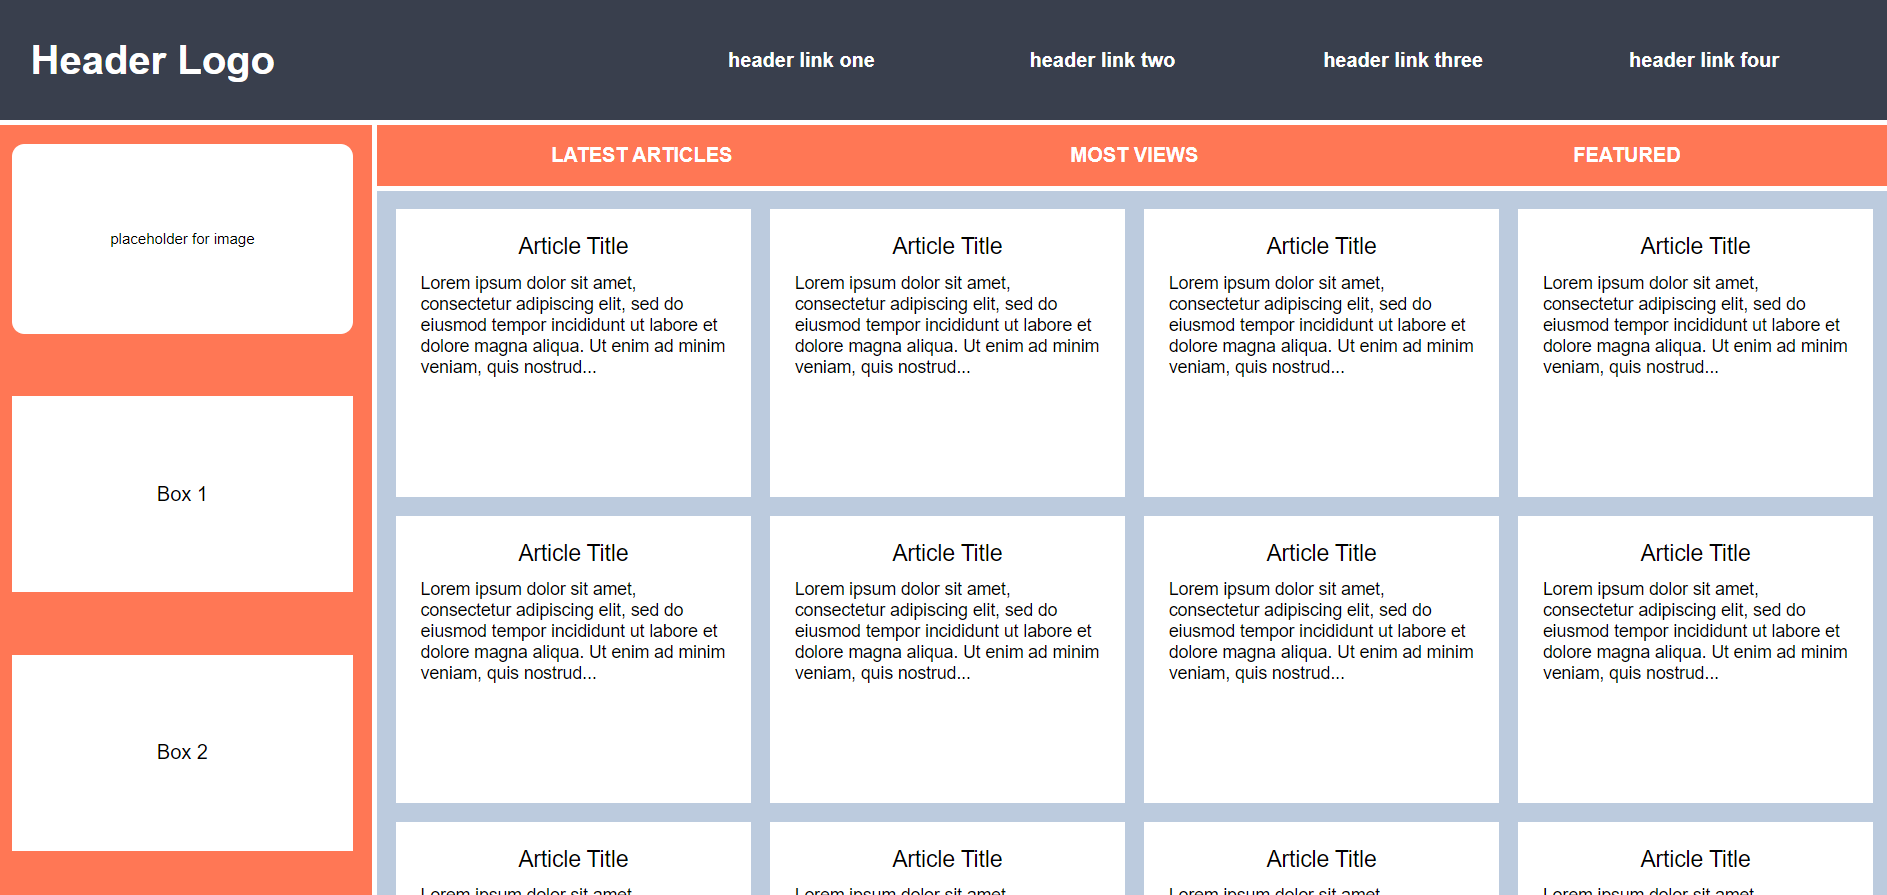 Header Logo
header link one
header link two
header link three
header link four
placeholder for image
Box 1
Box 2
LATEST ARTICLES
MOST VIEWS
FEATURED
Article Title
Lorem ipsum dolor sit amet,
consectetur adipiscing elit, sed do
eiusmod tempor incididunt ut labore et
dolore magna aliqua. Ut enim ad minim
veniam, quis nostrud...
Article Title
Lorem ipsum dolor sit amet,
consectetur adipiscing elit, sed do
eiusmod tempor incididunt ut labore et
dolore magna aliqua. Ut enim ad minim
veniam, quis nostrud...
Article Title
Lorem ipsum dolor sit amet,
consectetur adipiscing elit, sed do
eiusmod tempor incididunt ut labore et
dolore magna aliqua. Ut enim ad minim
veniam, quis nostrud...
Article Title
Lorem ipsum dolor sit amet,
consectetur adipiscing elit, sed do
eiusmod tempor incididunt ut labore et
dolore magna aliqua. Ut enim ad minim
veniam, quis nostrud...
Article Title
Lorem ipsum dolor sit amet,
consectetur adipiscing elit, sed do
eiusmod tempor incididunt ut labore et
dolore magna aliqua. Ut enim ad minim
veniam, quis nostrud...
Article Title
Lorem ipsum dolor sit amet,
consectetur adipiscing elit, sed do
eiusmod tempor incididunt ut labore et
dolore magna aliqua. Ut enim ad minim
veniam, quis nostrud...
Article Title
Lorem ipsum dolor sit amet,
consectetur adipiscing elit, sed do
eiusmod tempor incididunt ut labore et
dolore magna aliqua. Ut enim ad minim
veniam, quis nostrud...
Article Title
Lorem ipsum dolor sit amet,
consectetur adipiscing elit, sed do
eiusmod tempor incididunt ut labore et
dolore magna aliqua. Ut enim ad minim
veniam, quis nostrud...
Article Title
Lorem ipsum dolor sit amet,
Article Title
Lorem ipsum dolor sit amet,
Article Title
Lorem ipsum dolor sit amet,
Article Title
Lorem ipsum dolor sit amet,